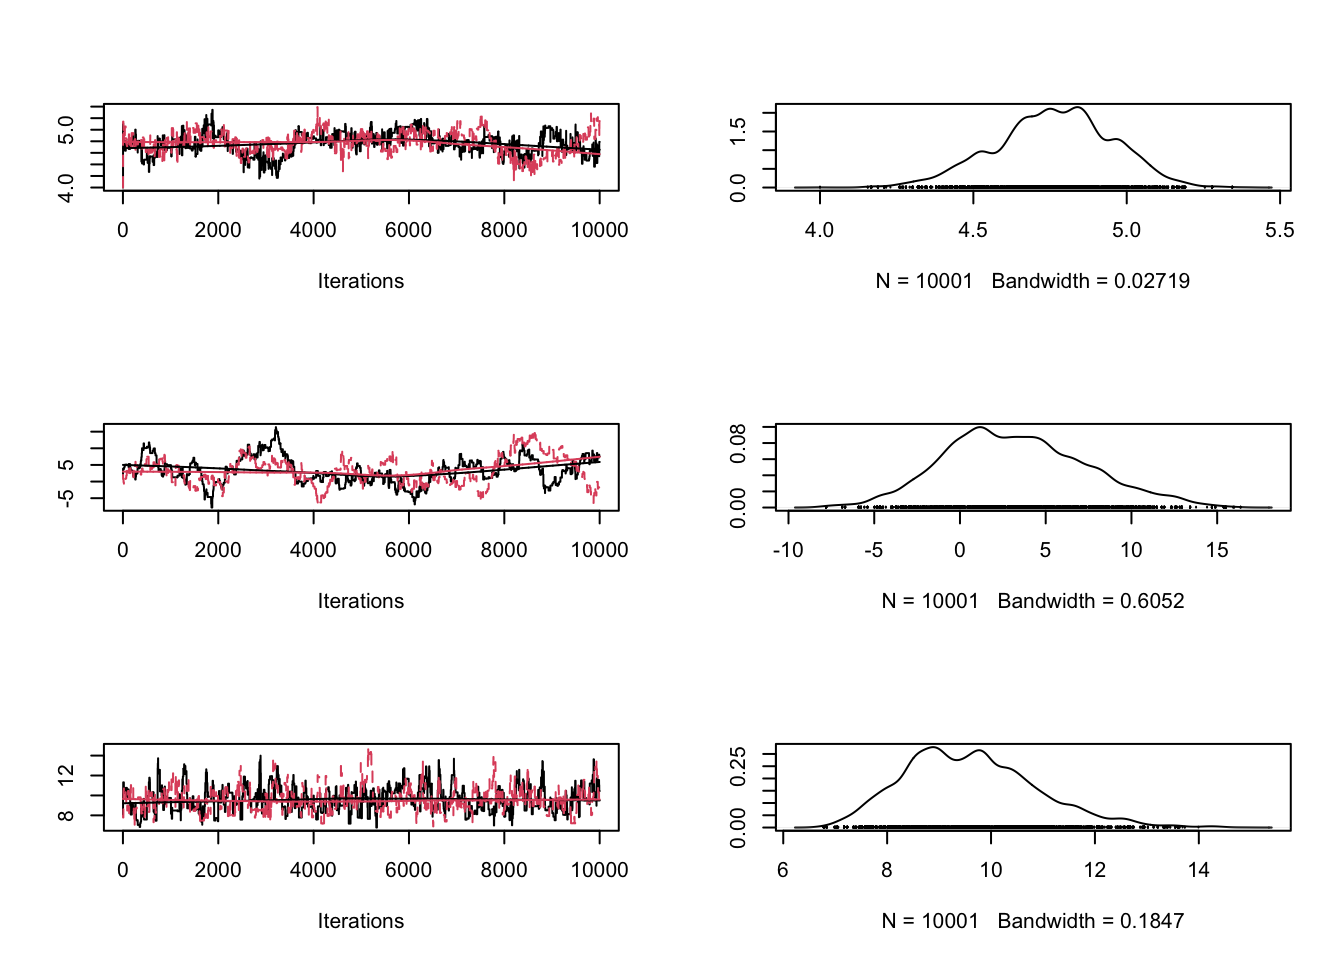 5.0
4.0
0 2000 4000 6000 8000 10000
Iterations
1.5
0.0
4.0 4.5 5.0 5.5
N = 10001 Bandwidth = 0.02719
5
-5
0 2000 4000 6000 8000 10000
Iterations
0.08
0.00
-10 -5 0 5 10 15
N = 10001 Bandwidth = 0.6052
12
8
0 2000 4000 6000 8000 10000
Iterations
0.25
0.00
6 8 10 12 14
N = 10001 Bandwidth = 0.1847